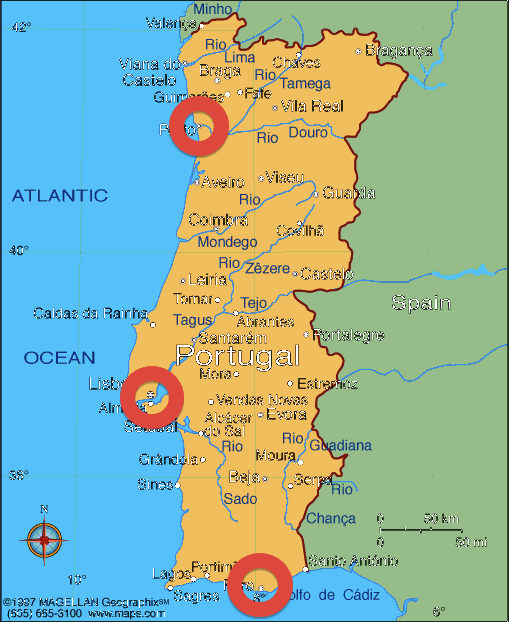 Minho
42°
Valença
Rio
Lima
Bragança
Viana do
Castelo
Chaves
Braga
Rio
Tamega
Guimarães
Fafe
Vila Real
Porto
Rio
Douro
Aveiro
Viseu
Guarda
ATLANTIC
Rio
Coimbra
Covilhã
Mondego
40°
Rio
Zêzere
Castelo
Leiria
Tomar
Tejo
Spain
Caldas da Rainha
Tagus
Abrantes
Santarém
Portalegre
OCEAN
Portugal
Mora
Lisbo
Estremoz
Almada
Vendas Novas
Évora
Setúbal
Alcácer
do Sal
Rio
Rio
Guadiana
Grândola
Moura
38°
Beja
Serpa
Sines
Rio
Sado
Chança
N
0 50 km
0 50 mi
Santo António
Lagos
Portim
Faro
10°
Sagres
8°
olfo de Cádiz
©1997 MAGELLAN Geographix℠
(805) 685-3100 www.maps.com
6°